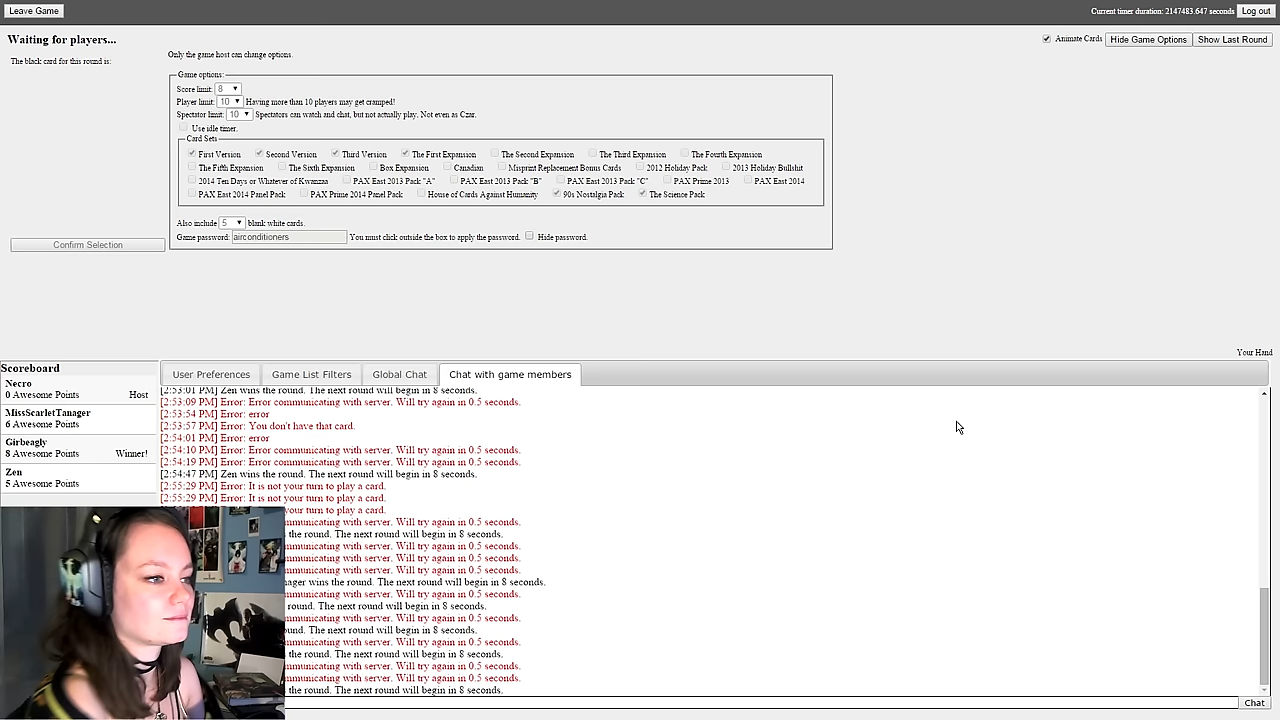 Leave Game
Current timer duration: 2147483.647 seconds
Log out
Waiting for players...
Animate Cards
Hide Game Options
Show Last Round
The black card for this round is:
Only the game host can change options.
Game options:
Score limit: 8
Player limit: 10 Having more than 10 players may get cramped!
Spectator limit: 10 Spectators can watch and chat, but not actually play. Not even as Czar.
Use idle timer.
Card Sets
First Version Second Version Third Version The First Expansion The Second Expansion The Third Expansion The Fourth Expansion
The Fifth Expansion The Sixth Expansion Box Expansion Canadian Misprint Replacement Bonus Cards 2012 Holiday Pack 2013 Holiday Bullshit
2014 Ten Days or Whatever of Kwanzaa PAX East 2013 Pack "A" PAX East 2013 Pack "B" PAX East 2013 Pack "C" PAX Prime 2013 PAX East 2014
PAX East 2014 Panel Pack PAX Prime 2014 Panel Pack House of Cards Against Humanity 90s Nostalgia Pack The Science Pack
Also include 5 blank white cards.
Game password: airconditioners You must click outside the box to apply the password. Hide password.
Confirm Selection
Your Hand
Scoreboard
Necro
0 Awesome Points Host
MissScarletTanager
6 Awesome Points
Girbeagly
8 Awesome Points Winner!
Zen
5 Awesome Points
User Preferences
Game List Filters
Global Chat
Chat with game members
[2:53:01 PM] Zen wins the round. The next round will begin in 8 seconds.
[2:53:09 PM] Error: Error communicating with server. Will try again in 0.5 seconds.
[2:53:54 PM] Error: error
[2:53:57 PM] Error: You don't have that card.
[2:54:01 PM] Error: error
[2:54:10 PM] Error: Error communicating with server. Will try again in 0.5 seconds.
[2:54:19 PM] Error: Error communicating with server. Will try again in 0.5 seconds.
[2:54:47 PM] Zen wins the round. The next round will begin in 8 seconds.
[2:55:29 PM] Error: It is not your turn to play a card.
[2:55:29 PM] Error: It is not your turn to play a card.
turn to play a card.
mmunicating with server. Will try again in 0.5 seconds.
s the round. The next round will begin in 8 seconds.
mmunicating with server. Will try again in 0.5 seconds.
mmunicating with server. Will try again in 0.5 seconds.
mmunicating with server. Will try again in 0.5 seconds.
nager wins the round. The next round will begin in 8 seconds.
mmunicating with server. Will try again in 0.5 seconds.
round. The next round will begin in 8 seconds.
mmunicating with server. Will try again in 0.5 seconds.
ound. The next round will begin in 8 seconds.
mmunicating with server. Will try again in 0.5 seconds.
the round. The next round will begin in 8 seconds.
mmunicating with server. Will try again in 0.5 seconds.
mmunicating with server. Will try again in 0.5 seconds.
s the round. The next round will begin in 8 seconds.
Chat